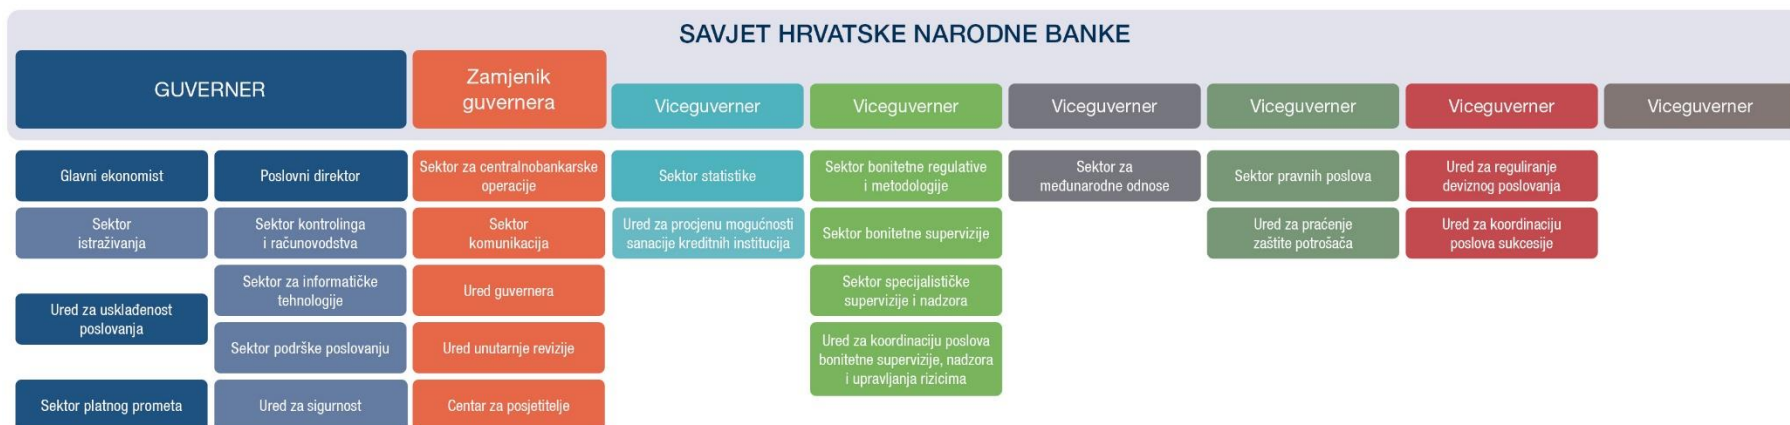 SAVJET HRVATSKE NARODNE BANKE
GUVERNER
Zamjenik
guvernera
Viceguverner
Viceguverner
Viceguverner
Viceguverner
Viceguverner
Viceguverner
Glavni ekonomist
Sektor
istraživanja
Ured za usklađenost
poslovanja
Sektor platnog prometa
Poslovni direktor
Sektor kontrolinga
i računovodstva
Sektor za informatičke
tehnologije
Sektor podrške poslovanju
Ured za sigurnost
Sektor za centralnobankarske
operacije
Sektor
komunikacija
Ured guvernera
Ured unutarnje revizije
Centar za posjetitelje
Sektor statistike
Ured za procjenu mogućnosti
sanacije kreditnih institucija
Sektor bonitetne regulative
i metodologije
Sektor bonitetne supervizije
Sektor specijalističke
supervizije i nadzora
Ured za koordinaciju poslova
bonitetne supervizije, nadzora
i upravljanja rizicima
Sektor za
međunarodne odnose
Sektor pravnih poslova
Ured za praćenje
zaštite potrošača
Ured za reguliranje
deviznog poslovanja
Ured za koordinaciju
poslova sukcesije